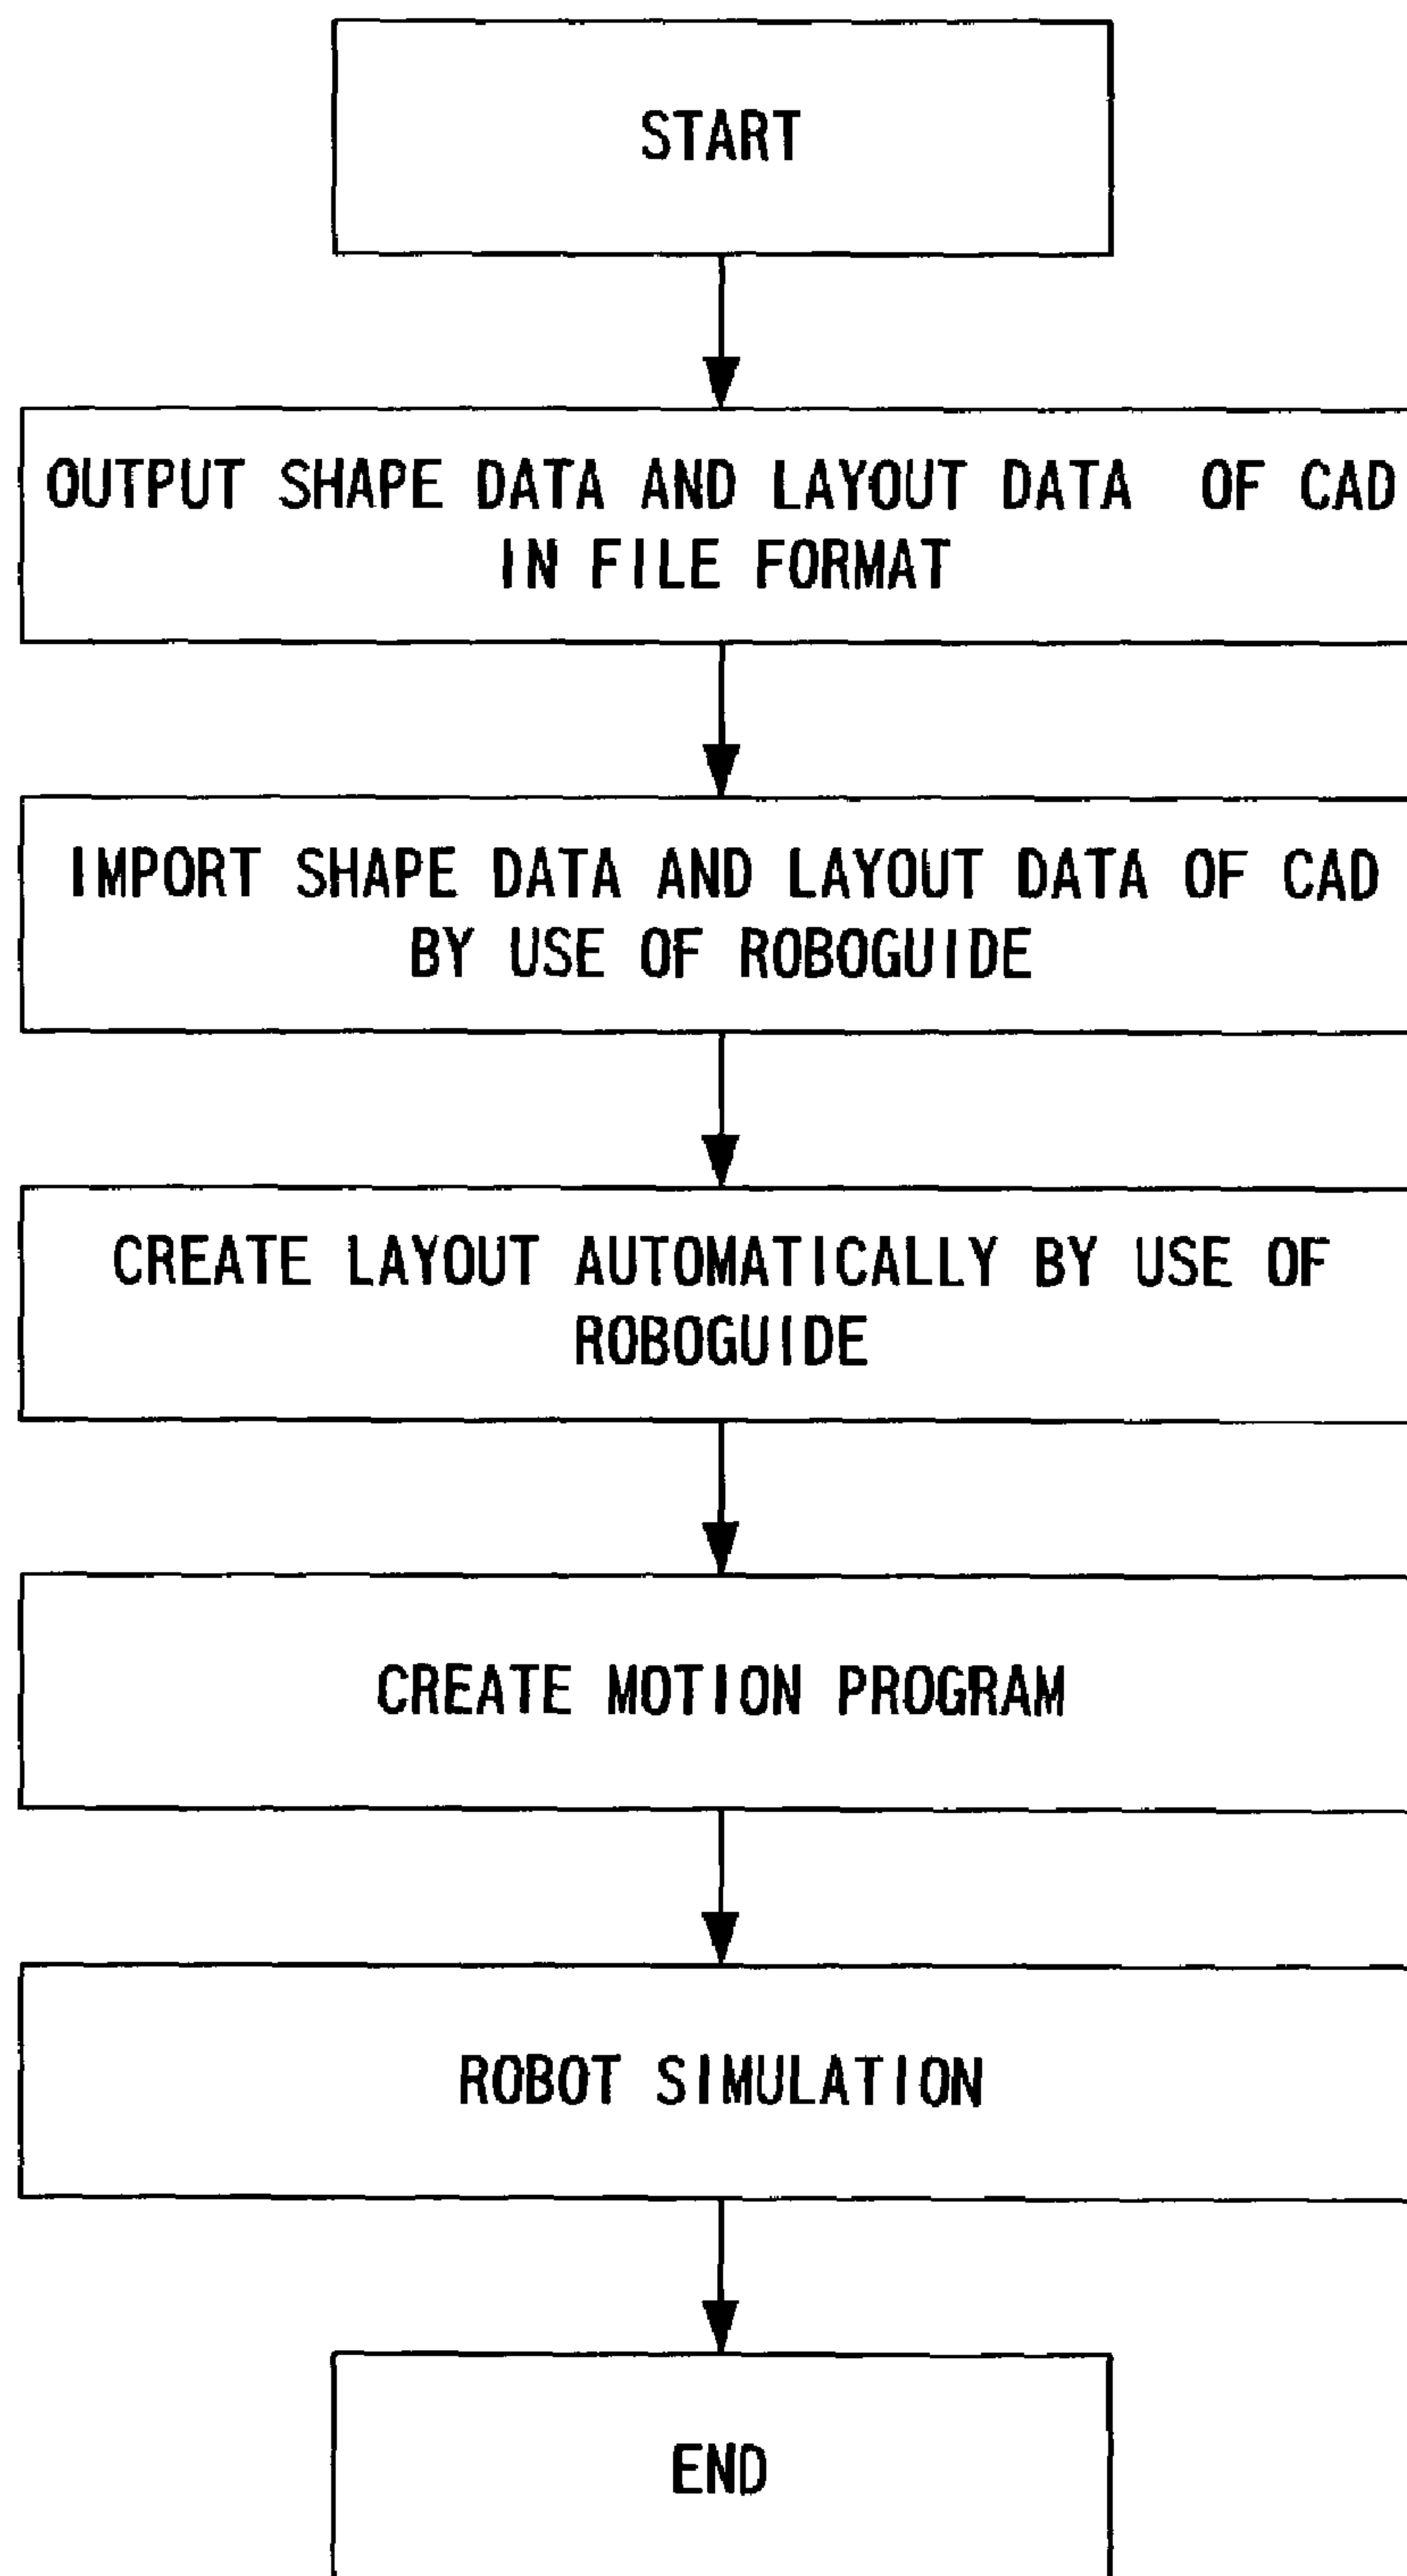 START
OUTPUT SHAPE DATA AND LAYOUT DATA OF CAD
IN FILE FORMAT
IMPORT SHAPE DATA AND LAYOUT DATA OF CAD
BY USE OF ROBOGUIDE
CREATE LAYOUT AUTOMATICALLY BY USE OF
ROBOGUIDE
CREATE MOTION PROGRAM
ROBOT SIMULATION
END